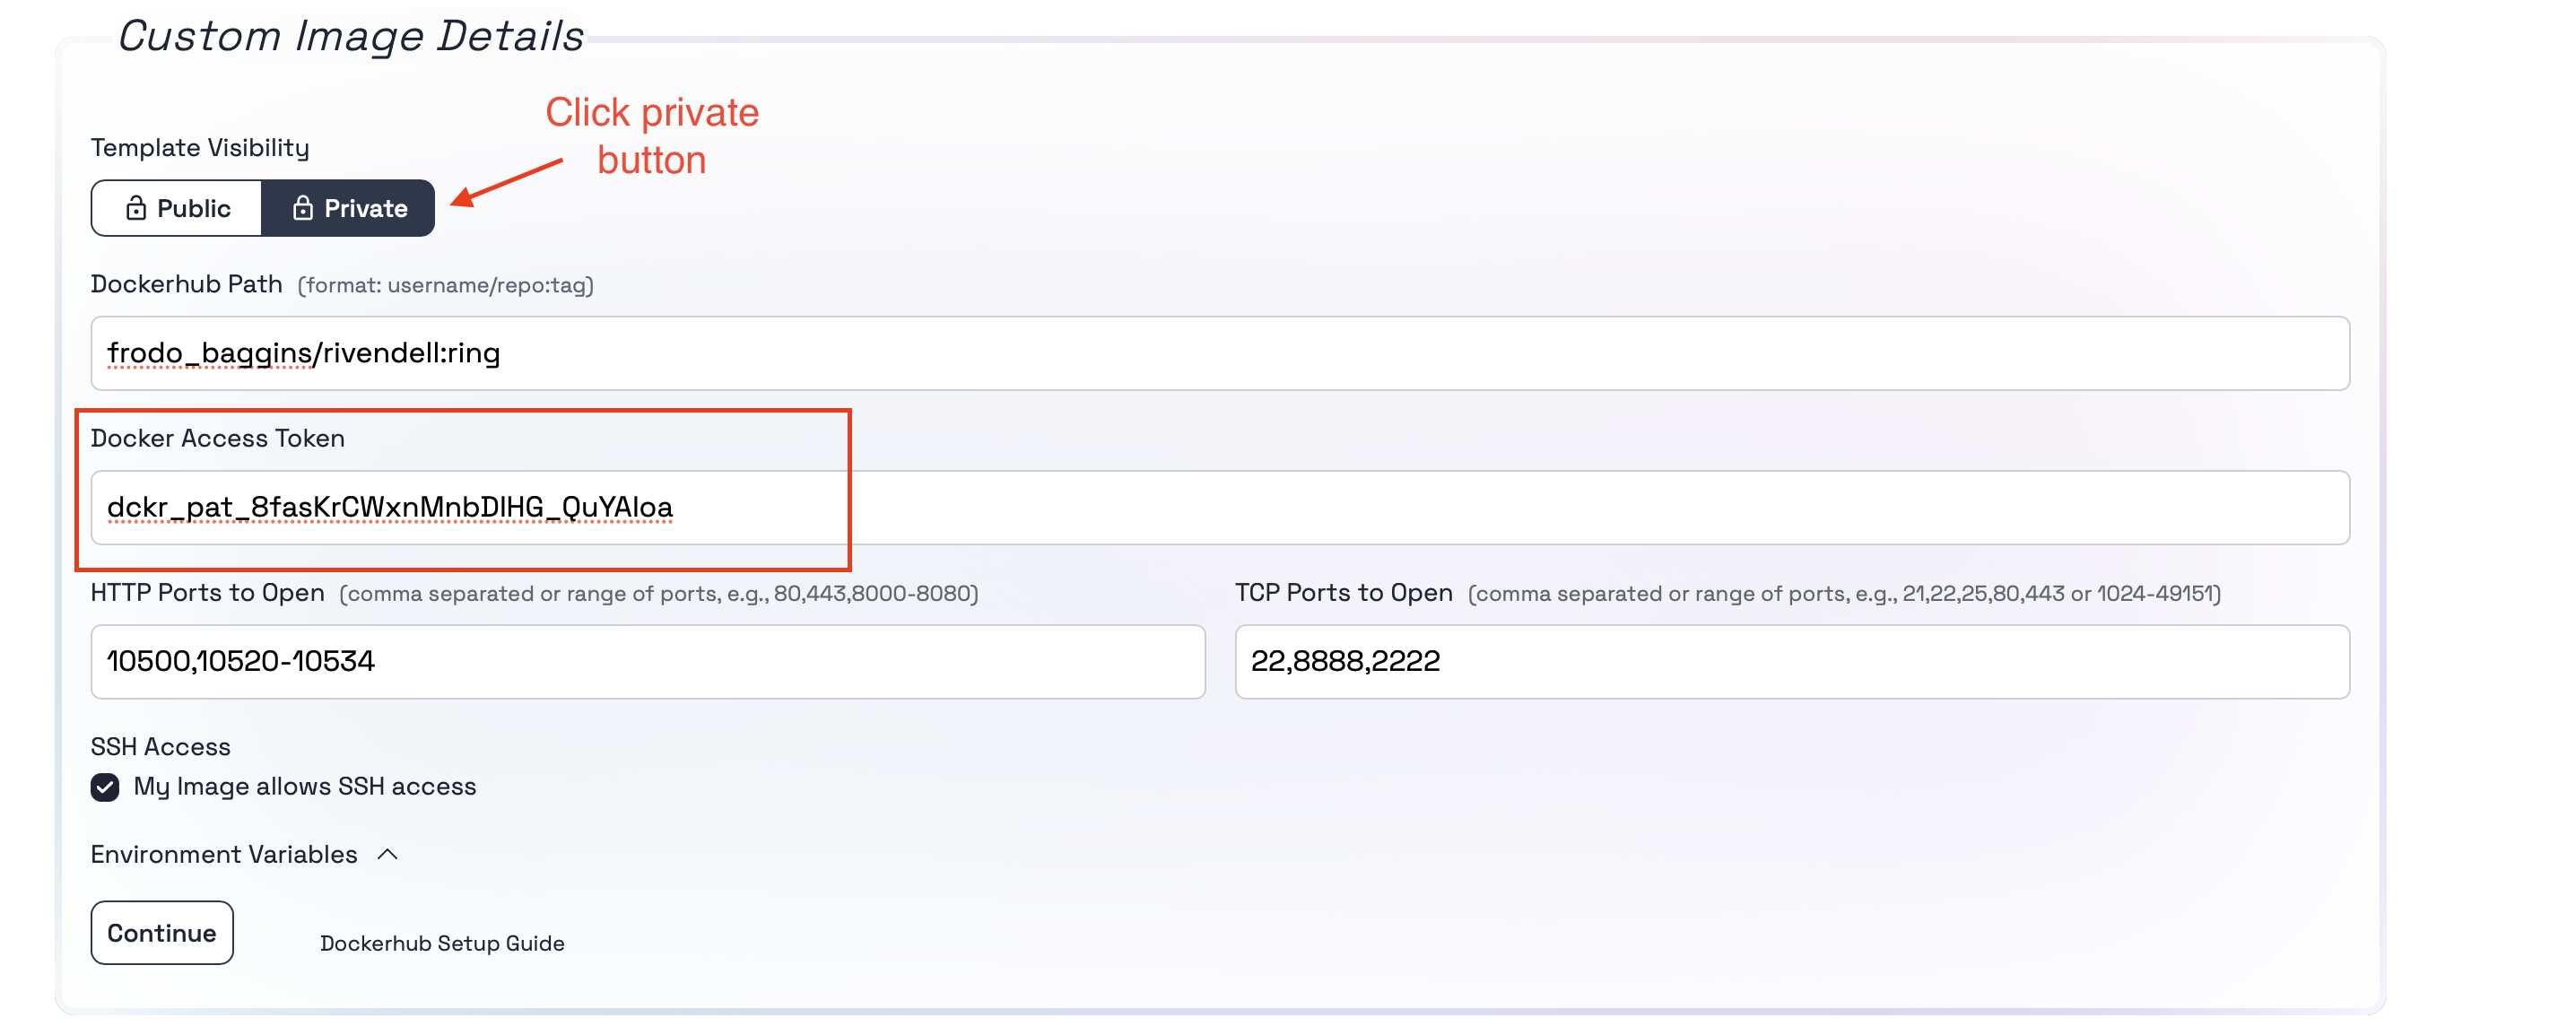 Custom Image Details
Click private
button
Template Visibility
Public Private
Dockerhub Path (format: username/repo:tag)
frodo_baggins/rivendell:ring
Docker Access Token
dckr_pat_8fasKrCWxnMnbDIHG_QuYAIoa
HTTP Ports to Open (comma separated or range of ports, e.g., 80,443,8000-8080)
TCP Ports to Open (comma separated or range of ports, e.g., 21,22,25,80,443 or 1024-49151)
10500,10520-10534
22,8888,2222
SSH Access
My Image allows SSH access
Environment Variables
Continue
Dockerhub Setup Guide